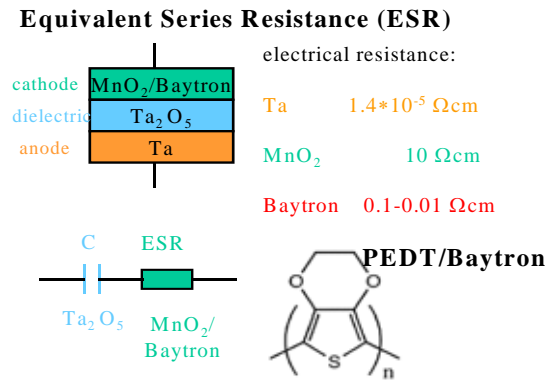 Equivalent Series Resistance (ESR)
electrical resistance:
cathode MnO₂/Baytron
dielectric Ta₂O₅
anode Ta
Ta 1.4*10⁻⁵ Ωcm
MnO₂ 10 Ωcm
Baytron 0.1-0.01 Ωcm
C ESR
Ta₂O₅ MnO₂/
Baytron
PEDT/Baytron
O O
S n